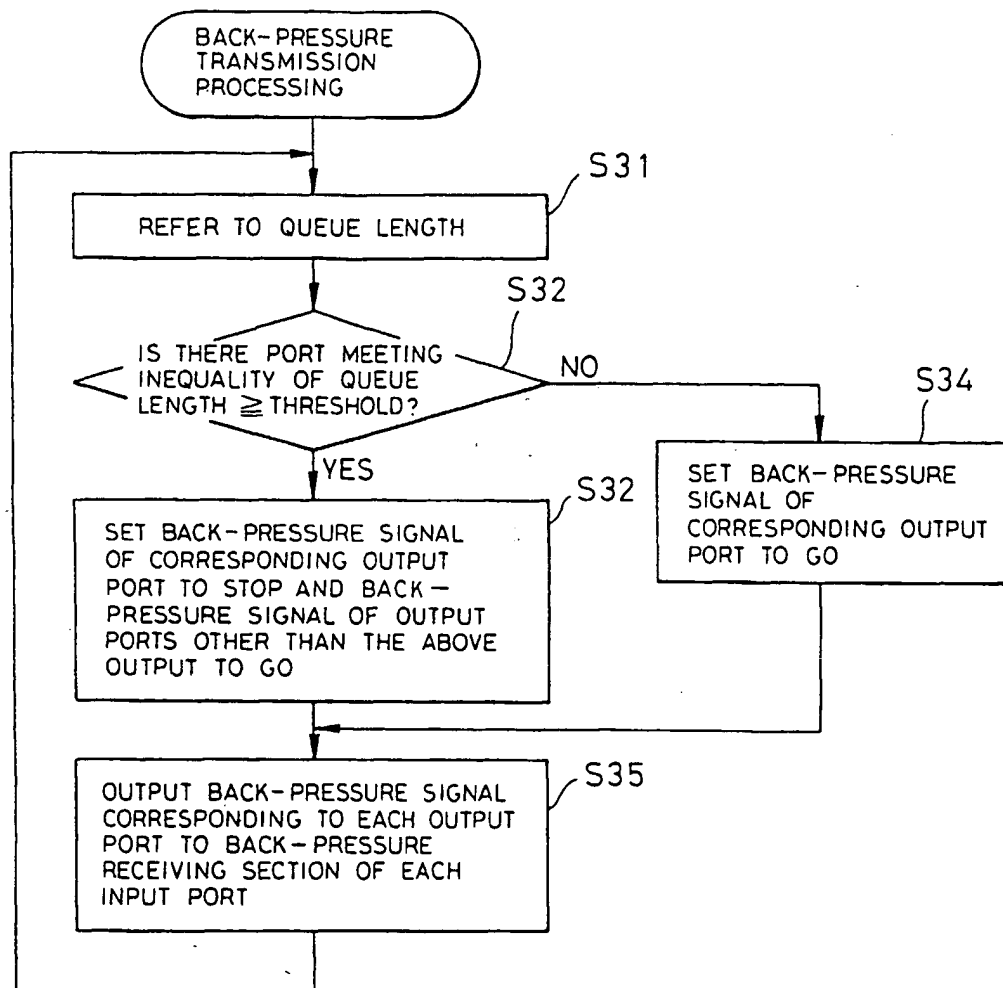 BACK-PRESSURE
TRANSMISSION
PROCESSING
S31
REFER TO QUEUE LENGTH
S32
IS THERE PORT MEETING
INEQUALITY OF QUEUE
LENGTH ≧ THRESHOLD?
NO
YES
S34
SET BACK-PRESSURE
SIGNAL OF
CORRESPONDING OUTPUT
PORT TO GO
S32
SET BACK-PRESSURE SIGNAL
OF CORRESPONDING OUTPUT
PORT TO STOP AND BACK-
PRESSURE SIGNAL OF OUTPUT
PORTS OTHER THAN THE ABOVE
OUTPUT TO GO
S35
OUTPUT BACK-PRESSURE SIGNAL
CORRESPONDING TO EACH OUTPUT
PORT TO BACK-PRESSURE
RECEIVING SECTION OF EACH
INPUT PORT